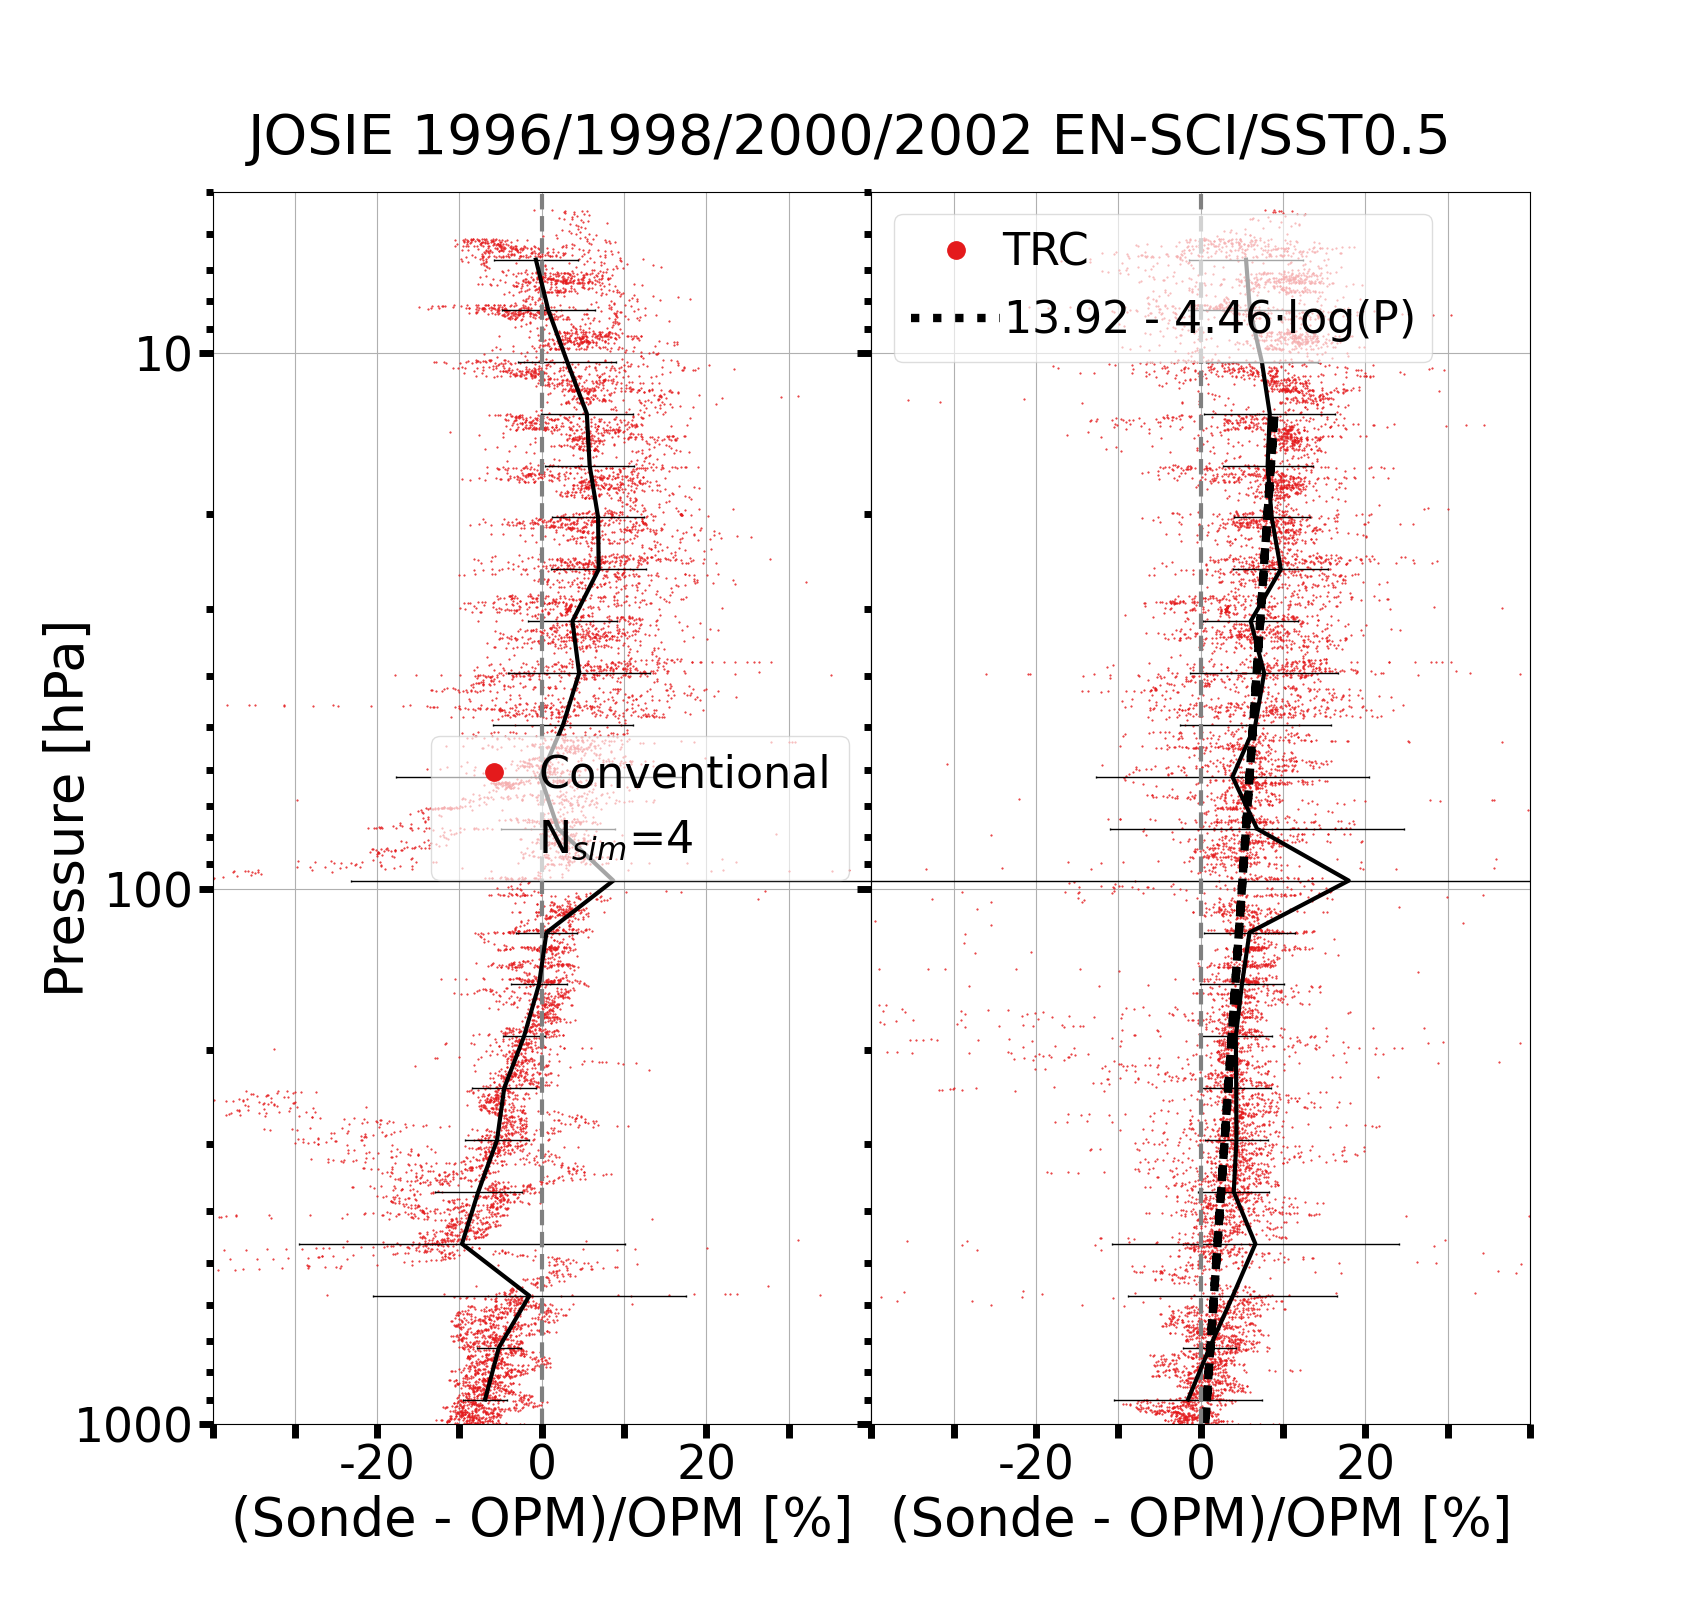 JOSIE 1996/1998/2000/2002 EN-SCI/SST0.5
Pressure [hPa]
10
100
1000
Conventional
Nsim=4
-20 0 20
(Sonde - OPM)/OPM [%]
TRC
13.92 - 4.46·log(P)
-20 0 20
(Sonde - OPM)/OPM [%]